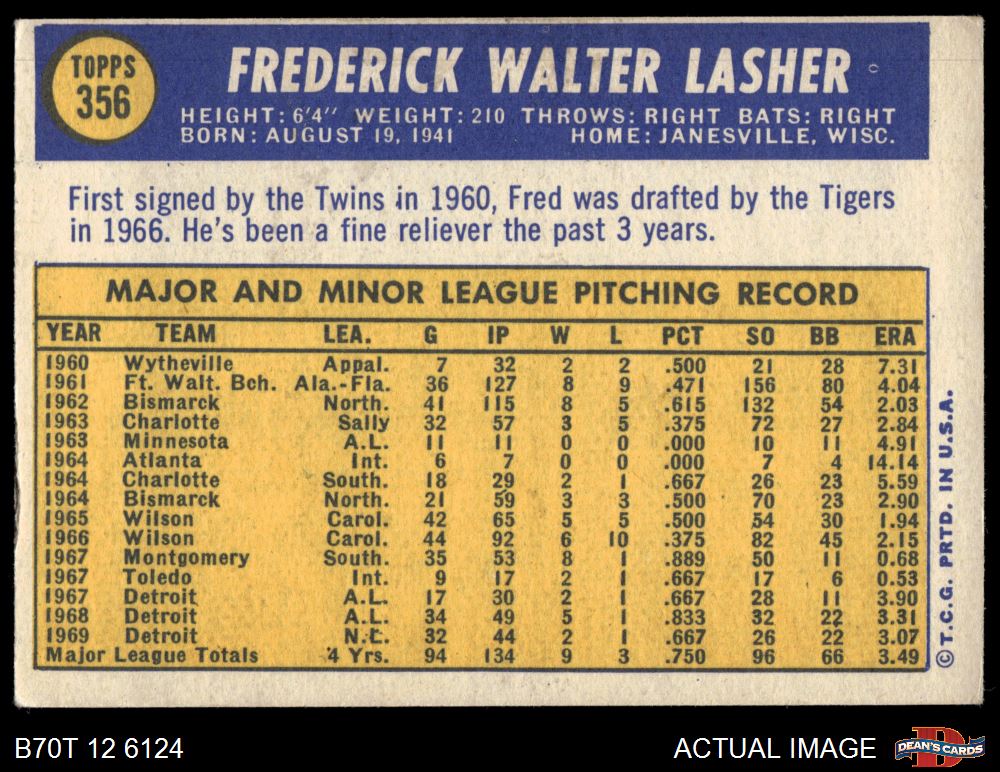 TOPPS
356
FREDERICK WALTER LASHER
HEIGHT: 6'4" WEIGHT: 210 THROWS: RIGHT BATS: RIGHT
BORN: AUGUST 19, 1941 HOME: JANESVILLE, WISC.
First signed by the Twins in 1960, Fred was drafted by the Tigers
in 1966. He's been a fine reliever the past 3 years.
MAJOR AND MINOR LEAGUE PITCHING RECORD
YEAR TEAM LEA. G IP W L PCT SO BB ERA
1960 Wytheville Appal. 7 32 2 2 .500 21 28 7.31
1961 Ft. Walt. Bch. Ala.-Fla. 36 127 8 9 .471 156 80 4.04
1962 Bismarck North. 41 115 8 5 .615 132 54 2.03
1963 Charlotte Sally 32 57 3 5 .375 72 27 2.84
1963 Minnesota A.L. 11 11 0 0 .000 10 11 4.91
1964 Atlanta Int. 6 7 0 0 .000 7 4 14.14
1964 Charlotte South. 18 29 2 1 .667 26 23 5.59
1964 Bismarck North. 21 59 3 3 .500 70 23 2.90
1965 Wilson Carol. 42 65 5 5 .500 54 30 1.94
1966 Wilson Carol. 44 92 6 10 .375 82 45 2.15
1967 Montgomery South. 35 53 8 1 .889 50 11 0.68
1967 Toledo Int. 9 17 2 1 .667 17 6 0.53
1967 Detroit A.L. 17 30 2 1 .667 28 11 3.90
1968 Detroit A.L. 34 49 5 1 .833 32 22 3.31
1969 Detroit N.L. 32 44 2 1 .667 26 22 3.07
Major League Totals 4 Yrs. 94 134 9 3 .750 96 66 3.49
© T.C.G. PRTD. IN U.S.A.
B70T 12 6124
ACTUAL IMAGE
D
DEAN'S CARDS